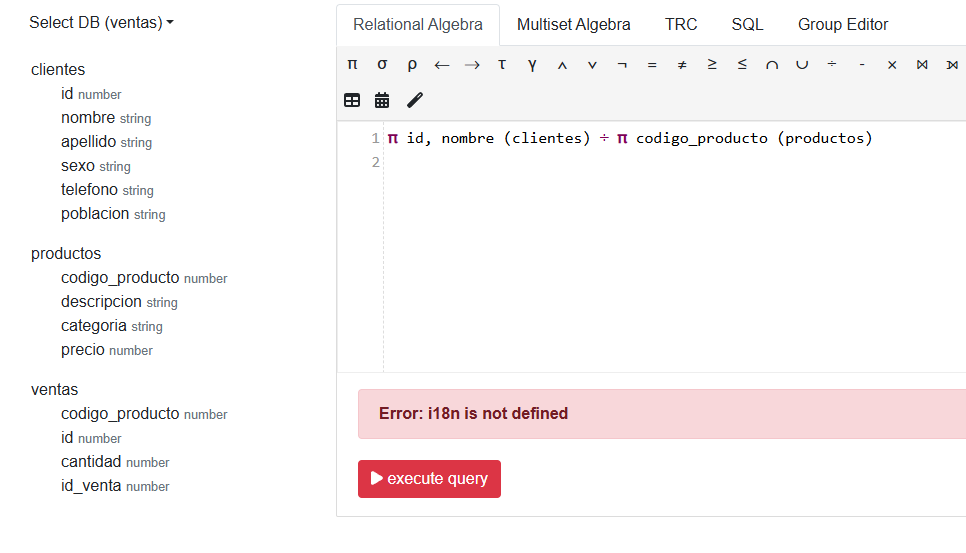 Select DB (ventas)
clientes
id number
nombre string
apellido string
sexo string
telefono string
poblacion string
productos
codigo_producto number
descripcion string
categoria string
precio number
ventas
codigo_producto number
id number
cantidad number
id_venta number
Relational Algebra Multiset Algebra TRC SQL Group Editor
π σ ρ ← → τ γ ∧ ∨ ¬ = ≠ ≥ ≤ ∩ ∪ ÷ - × ⋈ ⟕
1 π id, nombre (clientes) ÷ π codigo_producto (productos)
2
Error: i18n is not defined
execute query